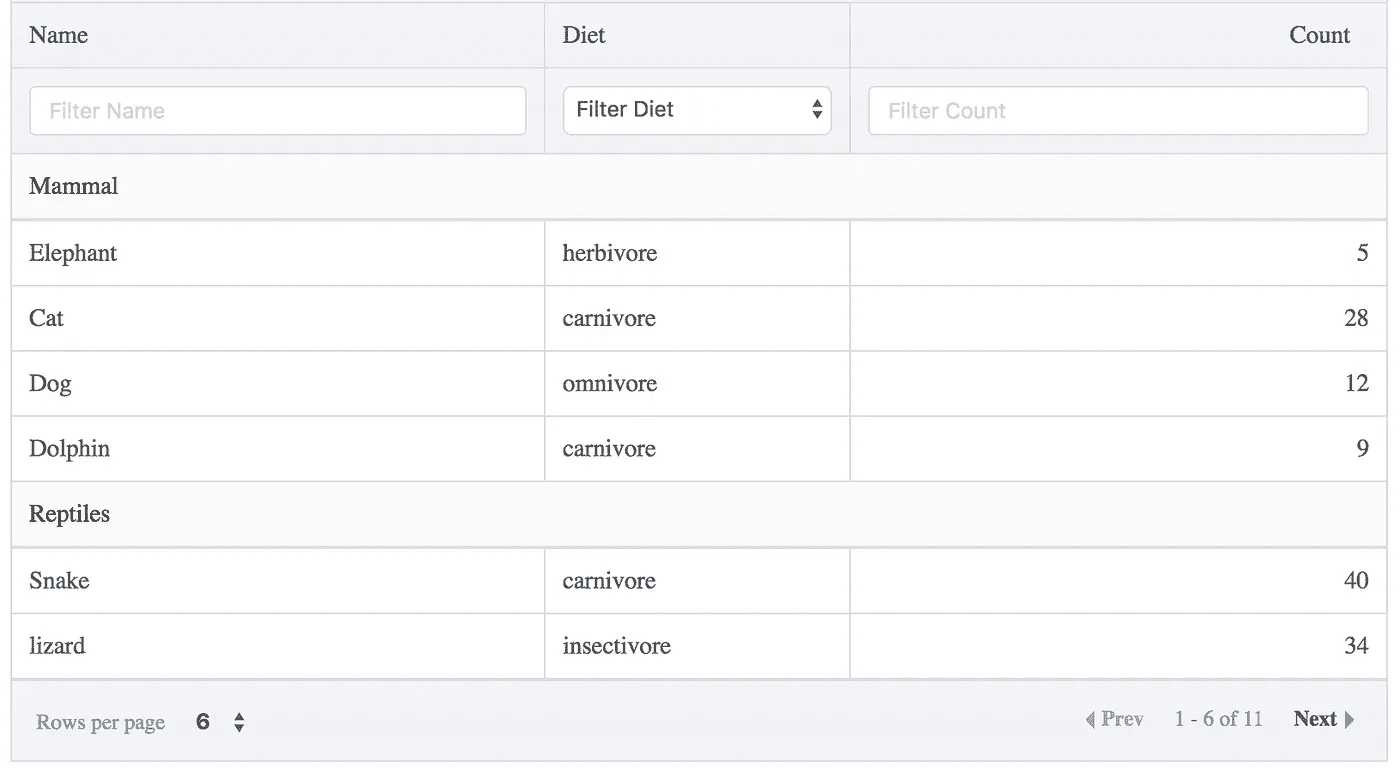 Name Diet Count
Filter Name Filter Diet Filter Count
Mammal
Elephant herbivore 5
Cat carnivore 28
Dog omnivore 12
Dolphin carnivore 9
Reptiles
Snake carnivore 40
lizard insectivore 34
Rows per page 6 Prev 1 - 6 of 11 Next